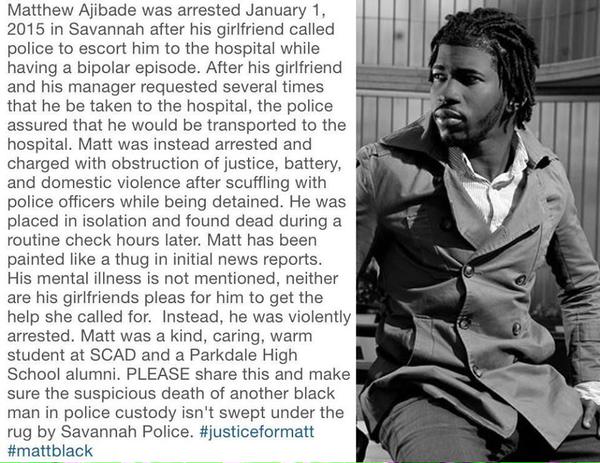 Matthew Ajibade was arrested January 1,
2015 in Savannah after his girlfriend called
police to escort him to the hospital while
having a bipolar episode. After his girlfriend
and his manager requested several times
that he be taken to the hospital, the police
assured that he would be transported to the
hospital. Matt was instead arrested and
charged with obstruction of justice, battery,
and domestic violence after scuffling with
police officers while being detained. He was
placed in isolation and found dead during a
routine check hours later. Matt has been
painted like a thug in initial news reports.
His mental illness is not mentioned, neither
are his girlfriends pleas for him to get the
help she called for.  Instead, he was violently
arrested. Matt was a kind, caring, warm
student at SCAD and a Parkdale High
School alumni. PLEASE share this and make
sure the suspicious death of another black
man in police custody isn't swept under the
rug by Savannah Police. #justiceformatt
#mattblack